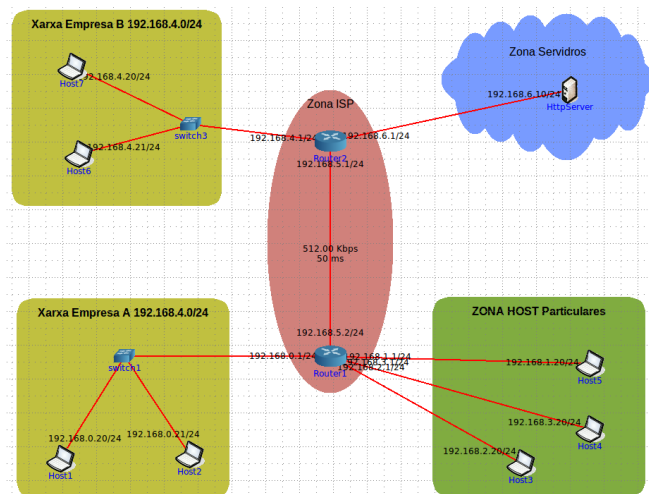 Xarxa Empresa B 192.168.4.0/24
192.168.4.20/24
Host7
switch3
192.168.4.21/24
Host6
Zona ISP
192.168.4.1/24
192.168.6.1/24
Router2
192.168.5.1/24
512.00 Kbps
50 ms
192.168.5.2/24
Router1
Zona Servidros
192.168.6.10/24
HttpServer
Xarxa Empresa A 192.168.4.0/24
switch1
192.168.0.1/24
192.168.0.20/24
Host1
192.168.0.21/24
Host2
ZONA HOST Particulares
192.168.1.1/24
192.168.3.1/24
192.168.2.1/24
192.168.1.20/24
Host5
192.168.3.20/24
Host4
192.168.2.20/24
Host3